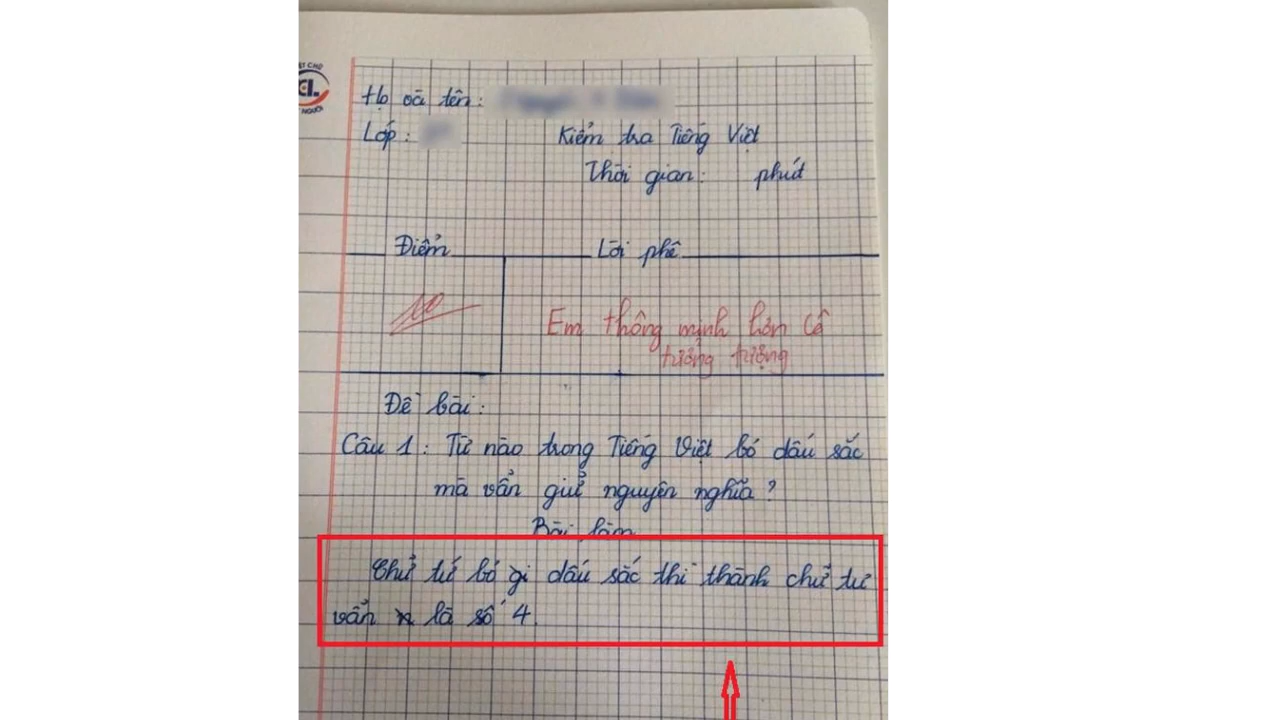 Họ và tên:
Lớp:
Kiểm tra Tiếng Việt
Thời gian: phút
Điểm
Lời phê
10
Em thông minh hơn cô
tưởng tượng
Đề bài:
Câu 1: Từ nào trong Tiếng Việt bỏ dấu sắc
mà vẫn giữ nguyên nghĩa?
Bài làm
Chữ tứ bỏ gi dấu sắc thì thành chữ tư
vẫn n là số 4.